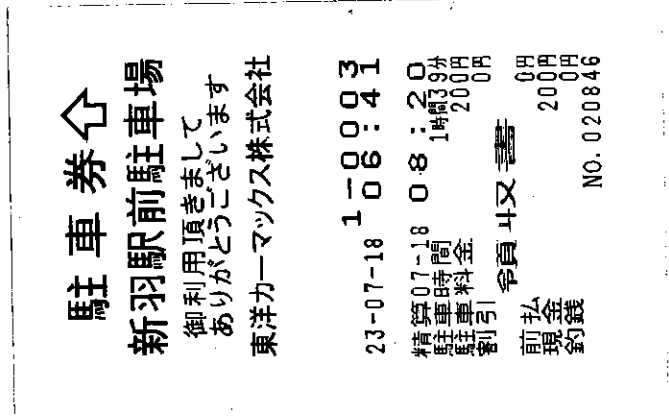 駐車券⇧
新羽駅前駐車場
御利用頂きまして
ありがとうございます
東洋カーマックス株式会社
1-0003
23-07-18 06:41
精算07-18 08:20
駐車時間 1時間39分
駐車料金 200円
割引 0円
領収書
前払 0円
現金 200円
釣銭 0円
NO.020846